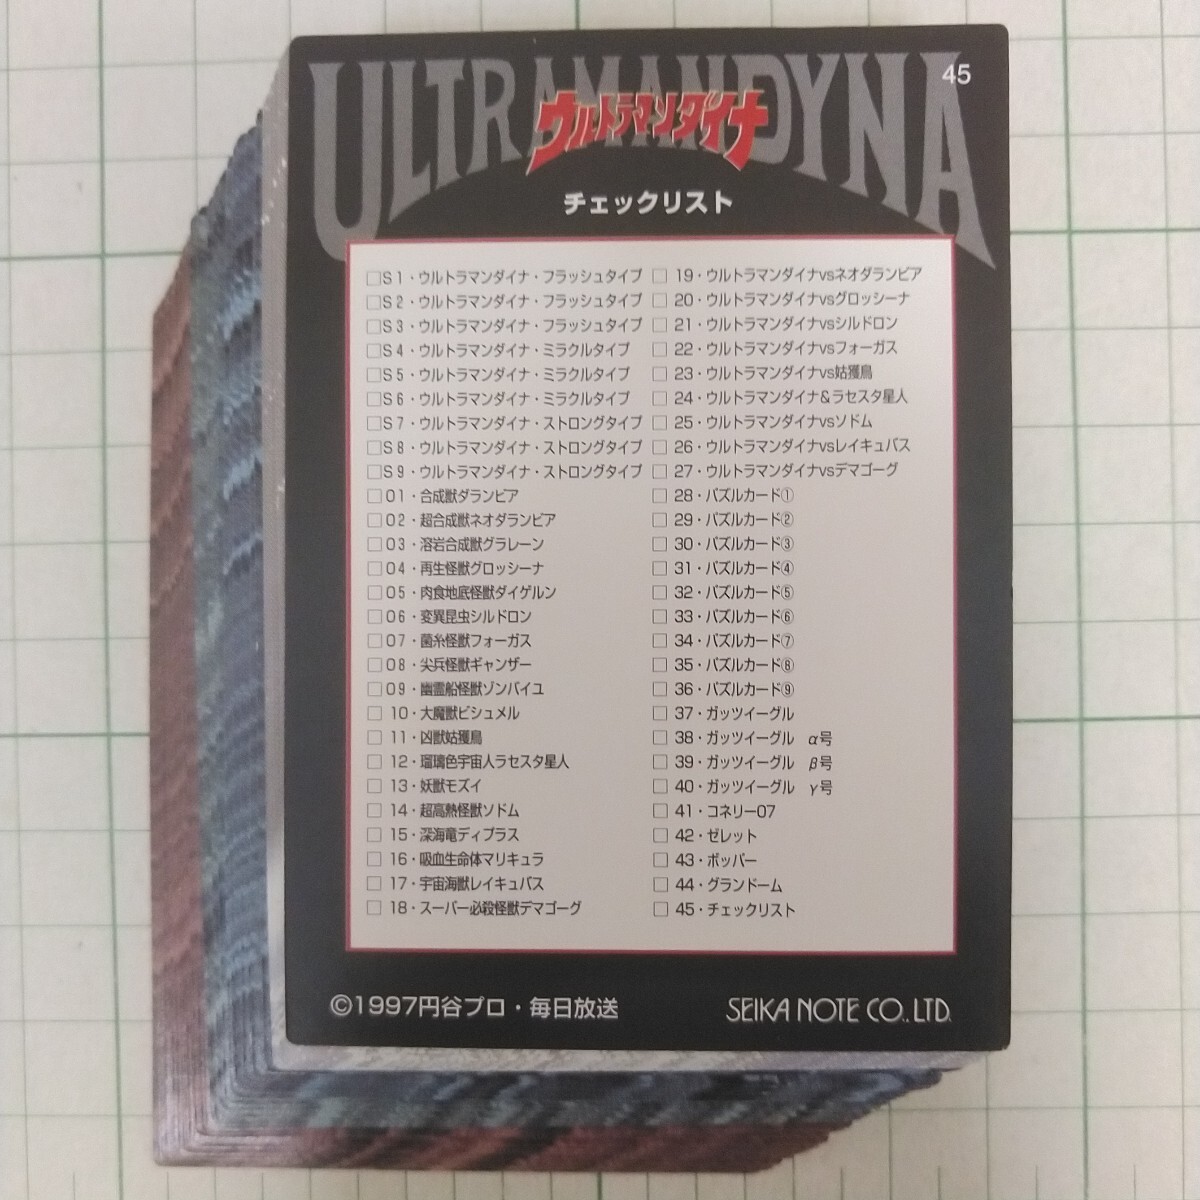 ULTRAMAN DYNA
45
ウルトラマンダイナ
チェックリスト
□S1・ウルトラマンダイナ・フラッシュタイプ
□S2・ウルトラマンダイナ・フラッシュタイプ
□S3・ウルトラマンダイナ・フラッシュタイプ
□S4・ウルトラマンダイナ・ミラクルタイプ
□S5・ウルトラマンダイナ・ミラクルタイプ
□S6・ウルトラマンダイナ・ミラクルタイプ
□S7・ウルトラマンダイナ・ストロングタイプ
□S8・ウルトラマンダイナ・ストロングタイプ
□S9・ウルトラマンダイナ・ストロングタイプ
□01・合成獣ダランビア
□02・超合成獣ネオダランビア
□03・溶岩合成獣グラレーン
□04・再生怪獣グロッシーナ
□05・肉食地底怪獣ダイゲルン
□06・変異昆虫シルドロン
□07・菌糸怪獣フォーガス
□08・尖兵怪獣ギャンザー
□09・幽霊船怪獣ゾンバイユ
□10・大魔獣ビシュメル
□11・凶獣姑獲鳥
□12・瑠璃色宇宙人ラセスタ星人
□13・妖獣モズイ
□14・超高熱怪獣ソドム
□15・深海竜ディプラス
□16・吸血生命体マリキュラ
□17・宇宙海獣レイキュバス
□18・スーパー必殺怪獣デマゴーグ
□19・ウルトラマンダイナvsネオダランビア
□20・ウルトラマンダイナvsグロッシーナ
□21・ウルトラマンダイナvsシルドロン
□22・ウルトラマンダイナvsフォーガス
□23・ウルトラマンダイナvs姑獲鳥
□24・ウルトラマンダイナ&ラセスタ星人
□25・ウルトラマンダイナvsソドム
□26・ウルトラマンダイナvsレイキュバス
□27・ウルトラマンダイナvsデマゴーグ
□28・パズルカード①
□29・パズルカード②
□30・パズルカード③
□31・パズルカード④
□32・パズルカード⑤
□33・パズルカード⑥
□34・パズルカード⑦
□35・パズルカード⑧
□36・パズルカード⑨
□37・ガッツイーグル
□38・ガッツイーグル　α号
□39・ガッツイーグル　β号
□40・ガッツイーグル　γ号
□41・コネリー07
□42・ゼレット
□43・ボッパー
□44・グランドーム
□45・チェックリスト
©1997円谷プロ・毎日放送
SEIKA NOTE CO.,LTD.